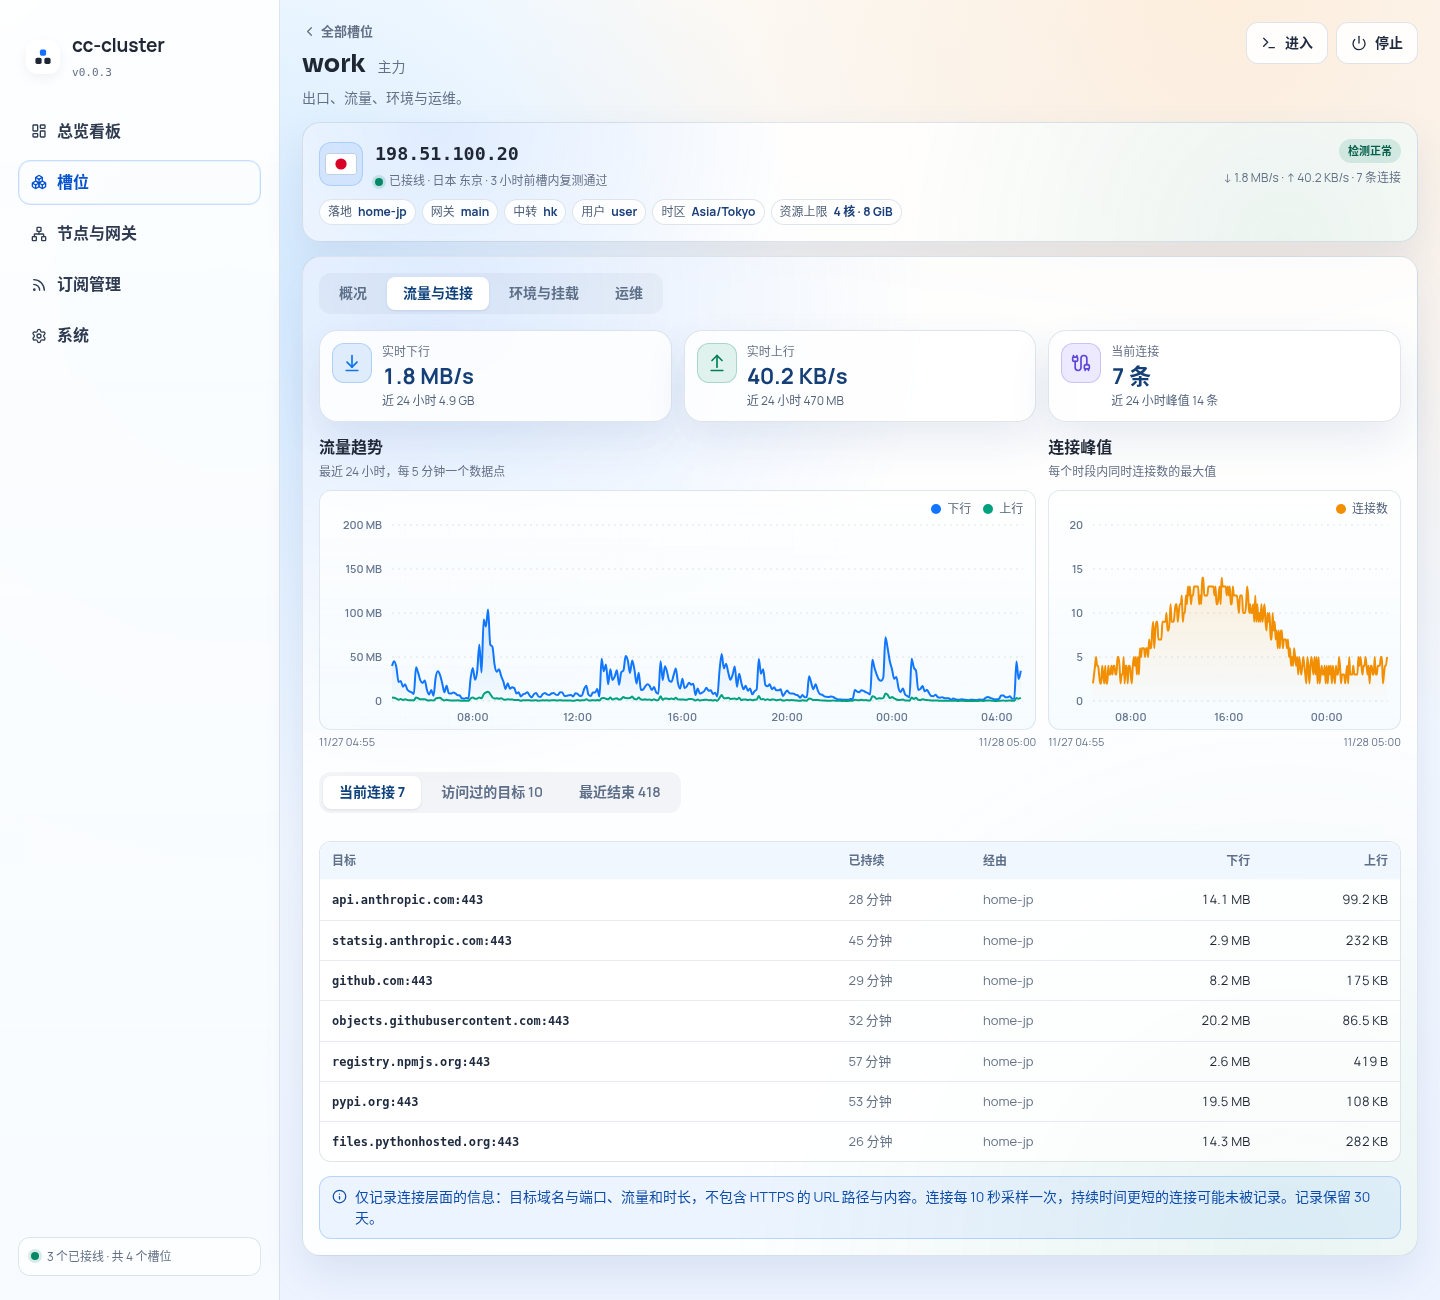 cc-cluster
v0.0.3
总览看板
槽位
节点与网关
订阅管理
系统
3 个已接线 · 共 4 个槽位
全部槽位
work 主力
出口、流量、环境与运维。
进入
停止
198.51.100.20
已接线 · 日本 东京 · 3 小时前槽内复测通过
检测正常
↓ 1.8 MB/s · ↑ 40.2 KB/s · 7 条连接
落地 home-jp 网关 main 中转 hk 用户 user 时区 Asia/Tokyo 资源上限 4 核 · 8 GiB
概况 流量与连接 环境与挂载 运维
实时下行
1.8 MB/s
近 24 小时 4.9 GB
实时上行
40.2 KB/s
近 24 小时 470 MB
当前连接
7 条
近 24 小时峰值 14 条
流量趋势
最近 24 小时，每 5 分钟一个数据点
下行 上行
200 MB
150 MB
100 MB
50 MB
0
08:00 12:00 16:00 20:00 00:00 04:00
11/27 04:55 11/28 05:00
连接峰值
每个时段内同时连接数的最大值
连接数
20
15
10
5
0
08:00 16:00 00:00
11/27 04:55 11/28 05:00
当前连接 7 访问过的目标 10 最近结束 418
目标 已持续 经由 下行 上行
api.anthropic.com:443 28 分钟 home-jp 14.1 MB 99.2 KB
statsig.anthropic.com:443 45 分钟 home-jp 2.9 MB 232 KB
github.com:443 29 分钟 home-jp 8.2 MB 175 KB
objects.githubusercontent.com:443 32 分钟 home-jp 20.2 MB 86.5 KB
registry.npmjs.org:443 57 分钟 home-jp 2.6 MB 419 B
pypi.org:443 53 分钟 home-jp 19.5 MB 108 KB
files.pythonhosted.org:443 26 分钟 home-jp 14.3 MB 282 KB
仅记录连接层面的信息：目标域名与端口、流量和时长，不包含 HTTPS 的 URL 路径与内容。连接每 10 秒采样一次，持续时间更短的连接可能未被记录。记录保留 30
天。